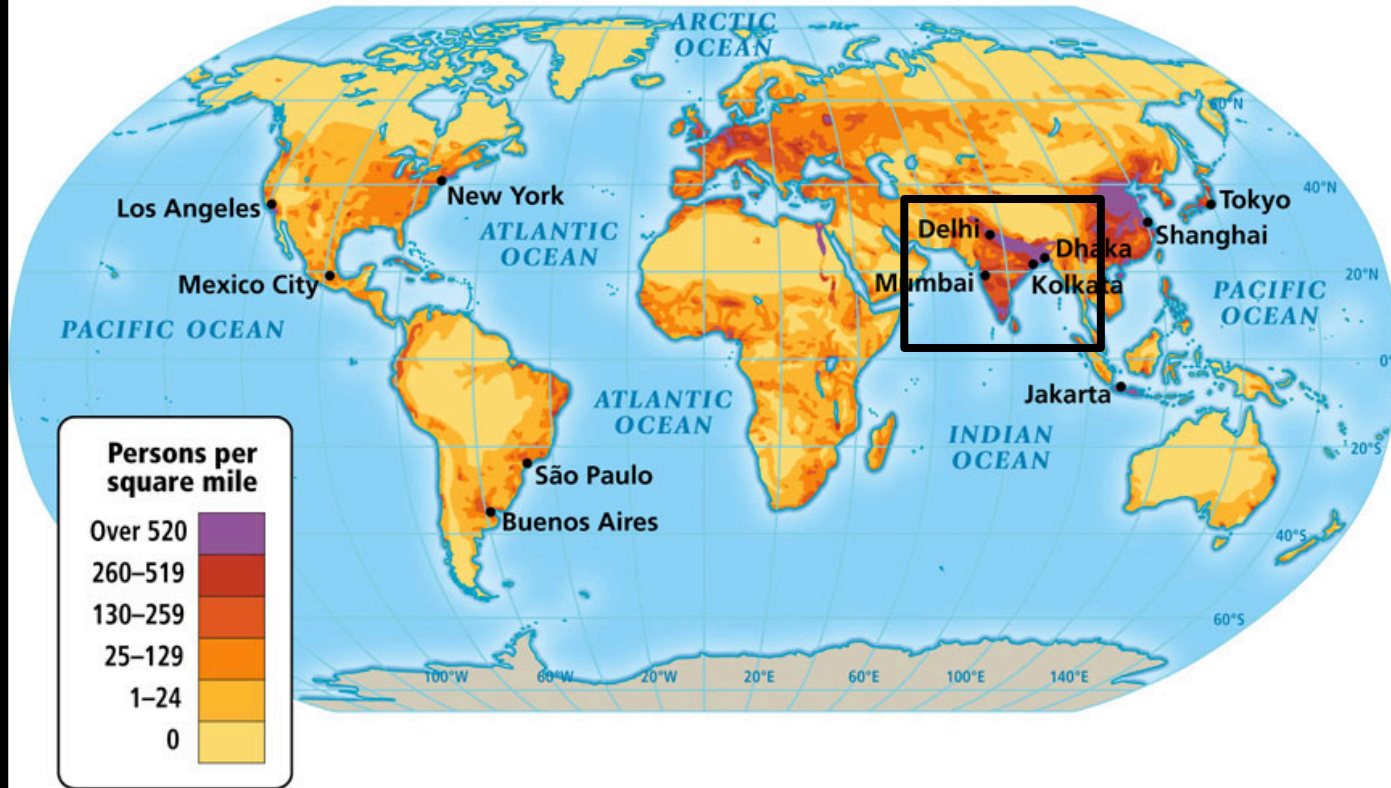 ARCTIC
OCEAN
60°N
Los Angeles
New York
40°N
Tokyo
Delhi
Dhaka
Shanghai
ATLANTIC
OCEAN
20°N
Mexico City
Mumbai
Kolkata
PACIFIC
OCEAN
PACIFIC OCEAN
0°
Jakarta
ATLANTIC
OCEAN
INDIAN
OCEAN
20°S
São Paulo
Buenos Aires
40°S
60°S
100°W
60°W
20°W
20°E
60°E
100°E
140°E
Persons per
square mile
Over 520
260–519
130–259
25–129
1–24
0